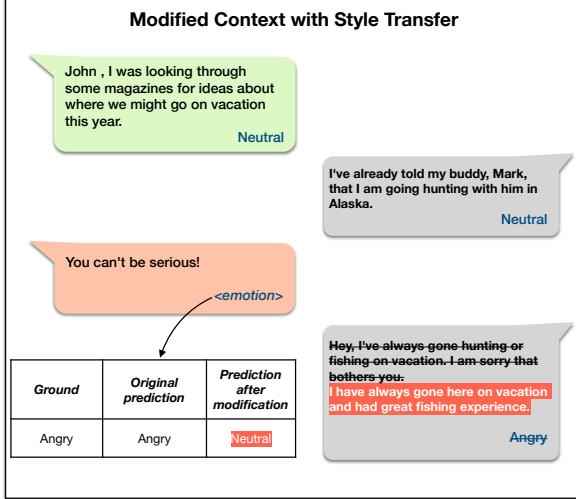 Modified Context with Style Transfer
John , I was looking through
some magazines for ideas about
where we might go on vacation
this year.
Neutral
I've already told my buddy, Mark,
that I am going hunting with him in
Alaska.
Neutral
You can't be serious!
<emotion>
Hey, I've always gone hunting or
fishing on vacation. I am sorry that
bothers you.
I have always gone here on vacation
and had great fishing experience.
Angry
Ground
Original
prediction
Prediction
after
modification
Angry
Angry
Neutral